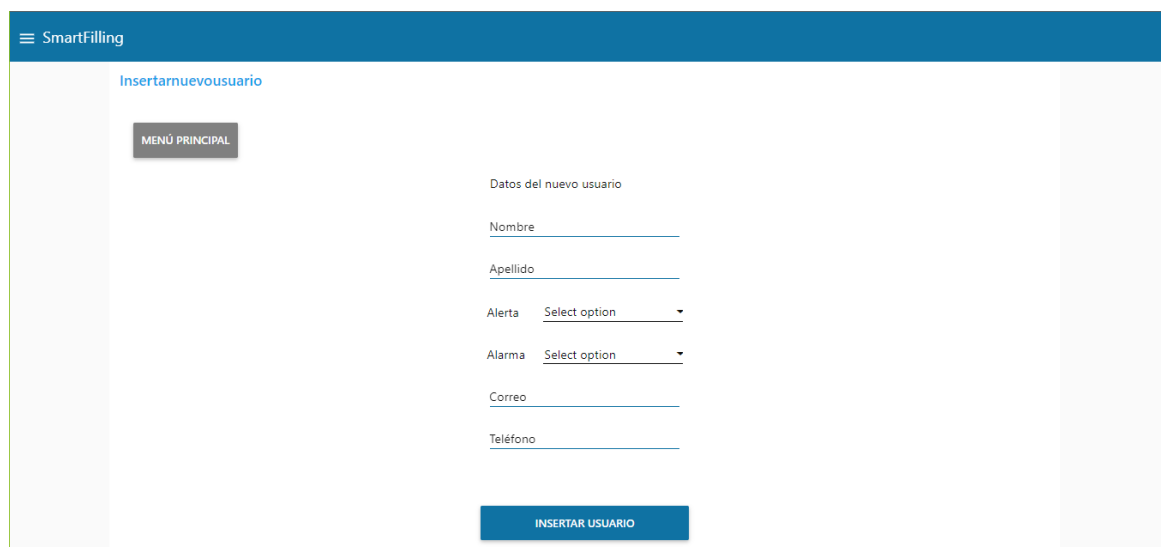 SmartFilling
Insertarnuevousuario
MENÚ PRINCIPAL
Datos del nuevo usuario
Nombre
Apellido
Alerta Select option
Alarma Select option
Correo
Teléfono
INSERTAR USUARIO